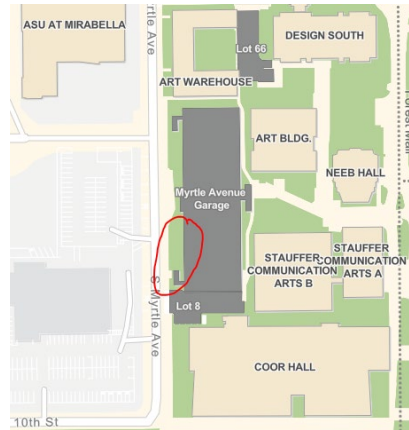 ASU AT MIRABELLA
rtle Ave
Lot 66
DESIGN SOUTH
ART WAREHOUSE
ART BLDG.
Myrtle Avenue
Garage
NEEB HALL
STAUFFER
COMMUNICATION
ARTS B
STAUFFER
COMMUNICATION
ARTS A
S Myrtle Ave
Lot 8
COOR HALL
10th St